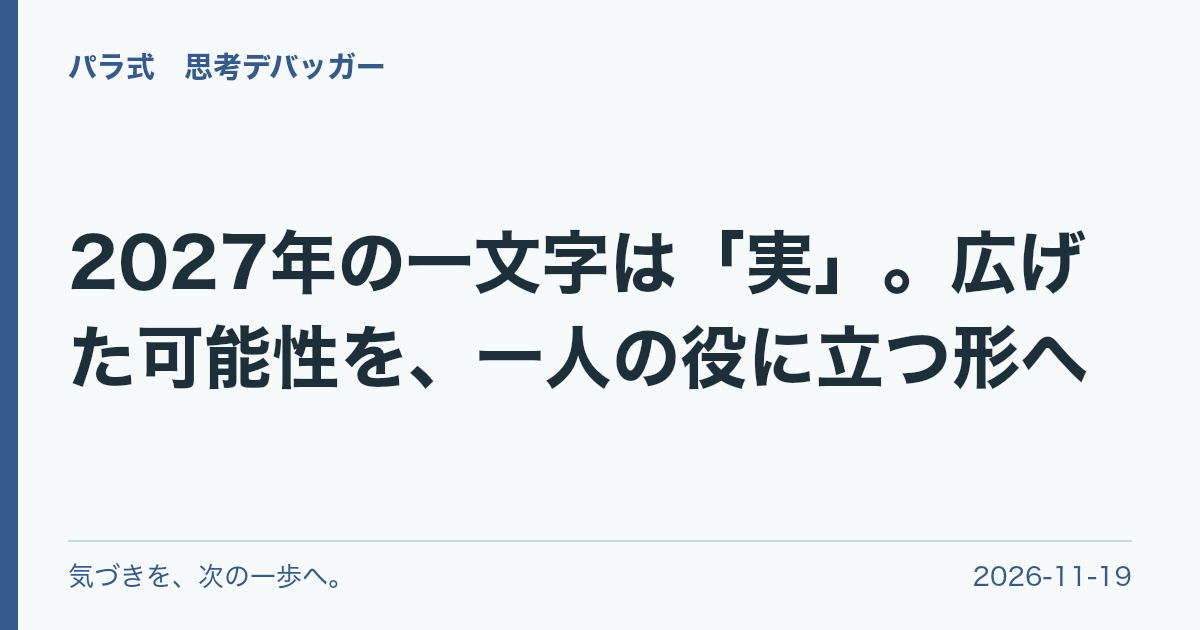 パラ式　思考デバッガー
2027年の一文字は「実」。広げ
た可能性を、一人の役に立つ形へ
気づきを、次の一歩へ。
2026-11-19